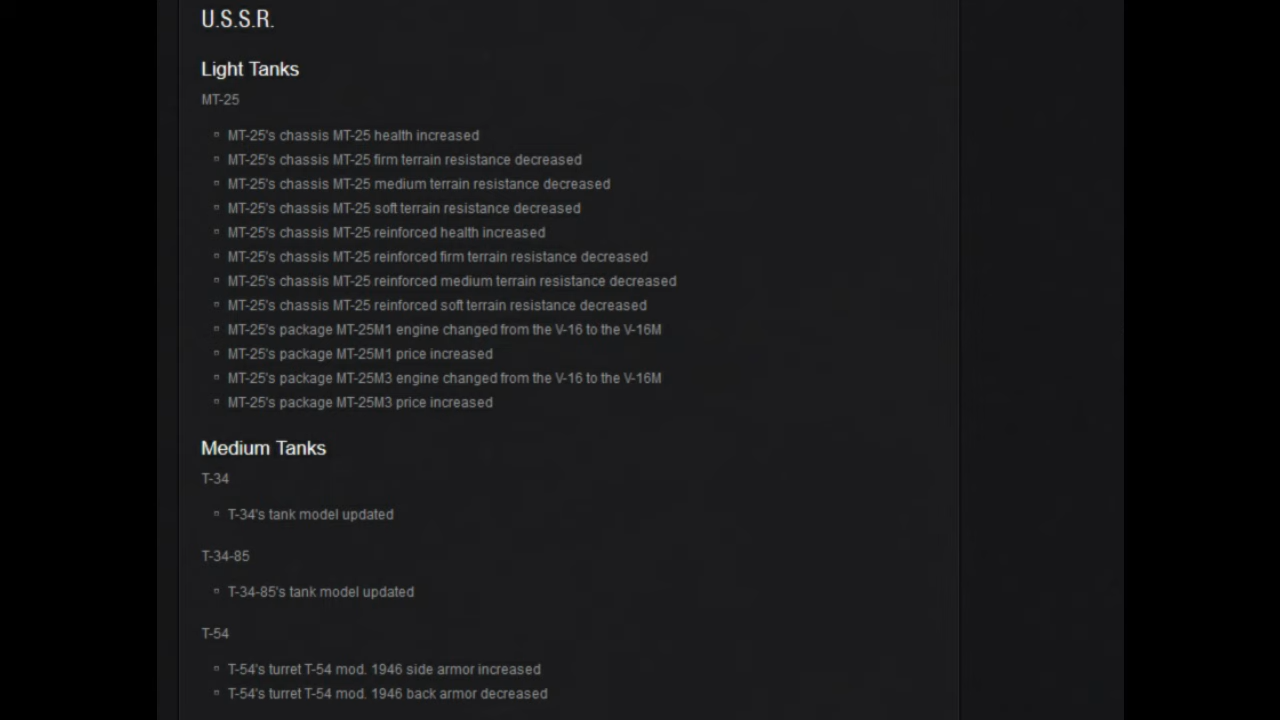 U.S.S.R.
Light Tanks
MT-25
MT-25's chassis MT-25 health increased
MT-25's chassis MT-25 firm terrain resistance decreased
MT-25's chassis MT-25 medium terrain resistance decreased
MT-25's chassis MT-25 soft terrain resistance decreased
MT-25's chassis MT-25 reinforced health increased
MT-25's chassis MT-25 reinforced firm terrain resistance decreased
MT-25's chassis MT-25 reinforced medium terrain resistance decreased
MT-25's chassis MT-25 reinforced soft terrain resistance decreased
MT-25's package MT-25M1 engine changed from the V-16 to the V-16M
MT-25's package MT-25M1 price increased
MT-25's package MT-25M3 engine changed from the V-16 to the V-16M
MT-25's package MT-25M3 price increased
Medium Tanks
T-34
T-34's tank model updated
T-34-85
T-34-85's tank model updated
T-54
T-54's turret T-54 mod. 1946 side armor increased
T-54's turret T-54 mod. 1946 back armor decreased